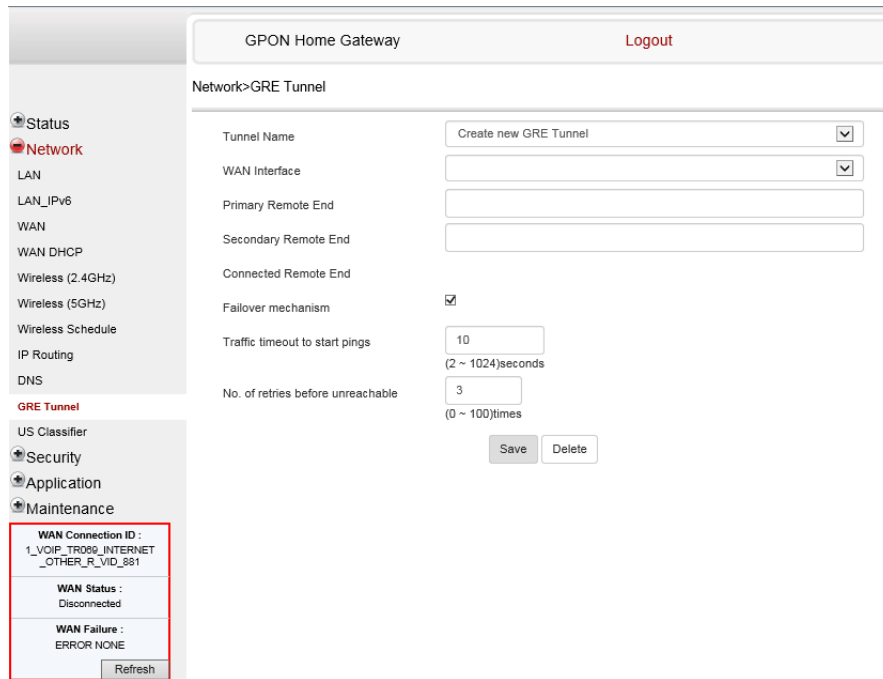 GPON Home Gateway
Logout
Network>GRE Tunnel
Status
Network
LAN
LAN_IPv6
WAN
WAN DHCP
Wireless (2.4GHz)
Wireless (5GHz)
Wireless Schedule
IP Routing
DNS
GRE Tunnel
US Classifier
Security
Application
Maintenance
WAN Connection ID :
1_VOIP_TR069_INTERNET
_OTHER_R_VID_881
WAN Status :
Disconnected
WAN Failure :
ERROR NONE
Refresh
Tunnel Name
Create new GRE Tunnel
WAN Interface
Primary Remote End
Secondary Remote End
Connected Remote End
Failover mechanism
Traffic timeout to start pings
10
(2 ~ 1024)seconds
No. of retries before unreachable
3
(0 ~ 100)times
Save
Delete